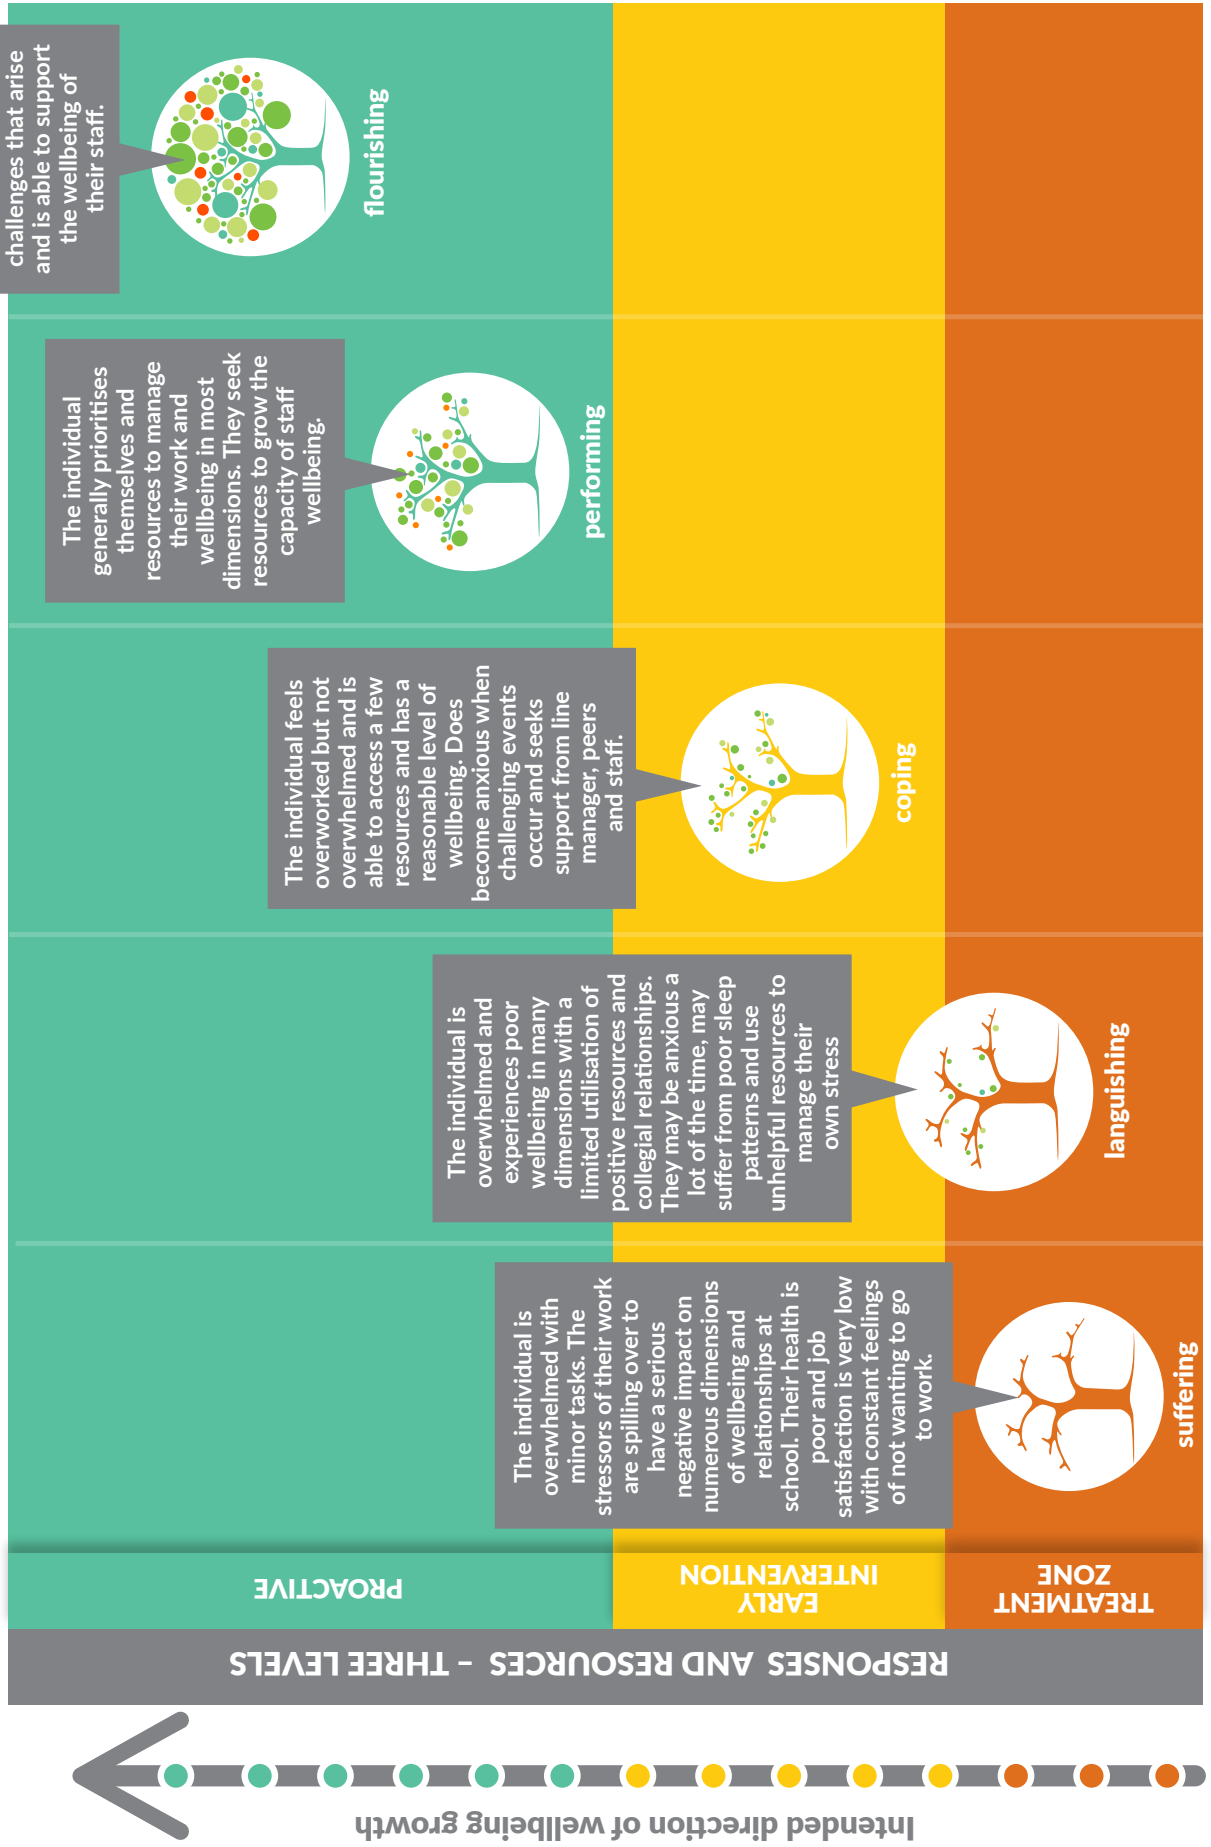 Intended direction of wellbeing growth
RESPONSES AND RESOURCES – THREE LEVELS
PROACTIVE
EARLY
INTERVENTION
TREATMENT
ZONE
The individual is
overwhelmed with
minor tasks. The
stressors of their work
are spilling over to
have a serious
negative impact on
numerous dimensions
of wellbeing and
relationships at
school. Their health is
poor and job
satisfaction is very low
with constant feelings
of not wanting to go
to work.
suffering
The individual is
overwhelmed and
experiences poor
wellbeing in many
dimensions with a
limited utilisation of
positive resources and
collegial relationships.
They may be anxious a
lot of the time, may
suffer from poor sleep
patterns and use
unhelpful resources to
manage their
own stress
languishing
The individual feels
overworked but not
overwhelmed and is
able to access a few
resources and has a
reasonable level of
wellbeing. Does
become anxious when
challenging events
occur and seeks
support from line
manager, peers
and staff.
coping
The individual
generally prioritises
themselves and
resources to manage
their work and
wellbeing in most
dimensions. They seek
resources to grow the
capacity of staff
wellbeing.
performing
challenges that arise
and is able to support
the wellbeing of
their staff.
flourishing